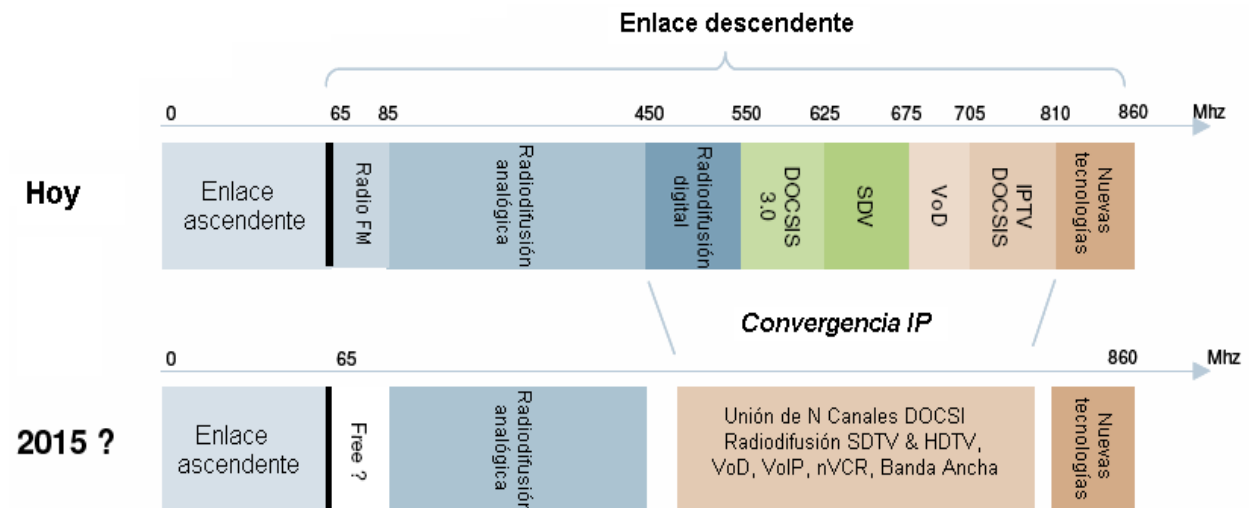 Enlace descendente
0 65 85 450 550 625 675 705 810 860 Mhz
Hoy
Enlace
ascendente
Radio FM
Radiodifusión
analógica
Radiodifusión
digital
DOCSIS
3.0
SDV
VoD
IPTV
DOCSIS
Nuevas
tecnologías
Convergencia IP
0 65 860 Mhz
2015 ?
Enlace
ascendente
Free ?
Radiodifusión
analógica
Unión de N Canales DOCSI
Radiodifusión SDTV & HDTV,
VoD, VoIP, nVCR, Banda Ancha
Nuevas
tecnologías